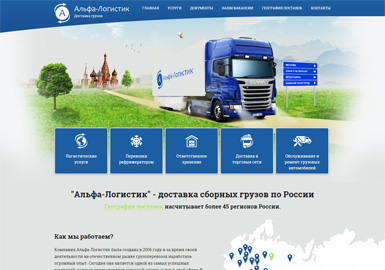 Альфа-Логистик
Доставка грузов
ГЛАВНАЯ УСЛУГИ ДОКУМЕНТЫ НАШИ ВАКАНСИИ ГЕОГРАФИЯ ПОСТАВОК КОНТАКТЫ
Альфа-Логистик
Логистические услуги
Перевозки рефрижератором
Ответственное хранение
Доставка в торговые сети
Обслуживание и ремонт грузовых автомобилей
"Альфа-Логистик" - доставка сборных грузов по России
География поставок насчитывает более 45 регионов России.
Как мы работаем?
Компания Альфа-Логистик была создана в 2006 году и за время своей
деятельности на отечественном рынке грузоперевозок наработала
огромный опыт. Сегодня она является одной из самых успешных